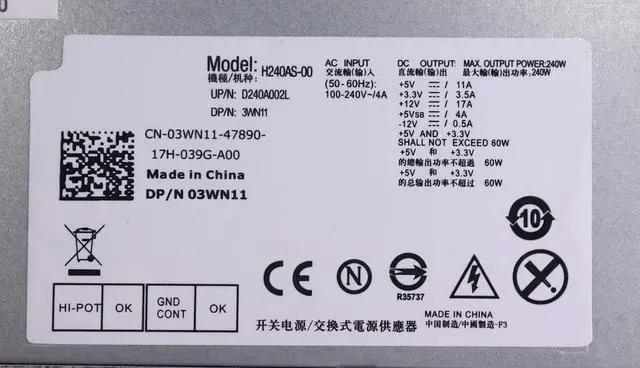 0
Model: H240AS-00
機種/机种:
UP/N: D240A002L
DP/N: 3WN11
AC INPUT
交流輸(输)入
(50-60Hz):
100-240V~/4A
DC OUTPUT: MAX. OUTPUT POWER:240W
直流輸(输)出 最大輸(输)出功率: 240W
+5V ⎓ / 11A
+3.3V ⎓ / 3.5A
+12V ⎓ / 17A
+5VSB ⎓ / 4A
-12V ⎓ / 0.5A
+5V AND +3.3V
SHALL NOT EXCEED 60W
+5V 和 +3.3V
的總輸出功率不超過 60W
+5V 和 +3.3V
的总输出功率不超过 60W
CN-03WN11-47890-
17H-039G-A00
Made in China
DP/N 03WN11
10
CE
N
R35737
HI-POT OK
GND CONT OK
开关电源/交換式電源供應器
MADE IN CHINA
中国制造/中國製造-F3